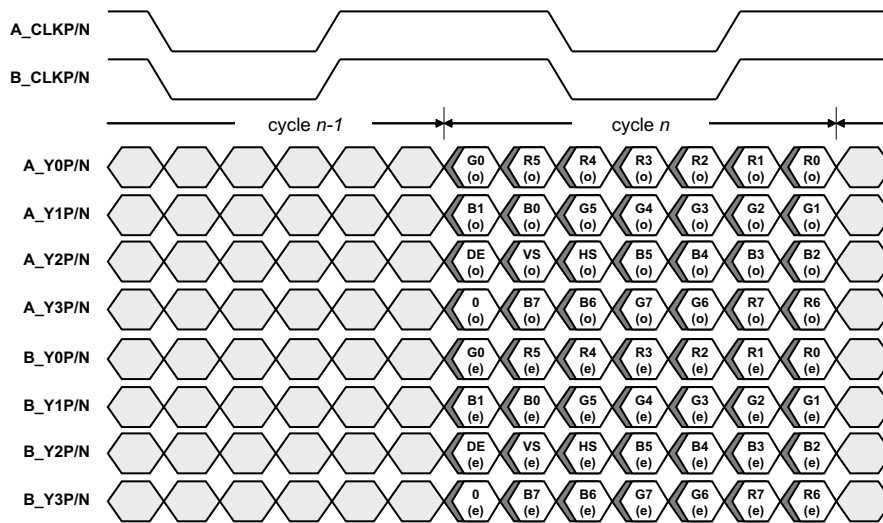 A_CLKP/N
B_CLKP/N
cycle n-1 cycle n
A_Y0P/N G0 (o) R5 (o) R4 (o) R3 (o) R2 (o) R1 (o) R0 (o)
A_Y1P/N B1 (o) B0 (o) G5 (o) G4 (o) G3 (o) G2 (o) G1 (o)
A_Y2P/N DE (o) VS (o) HS (o) B5 (o) B4 (o) B3 (o) B2 (o)
A_Y3P/N 0 (o) B7 (o) B6 (o) G7 (o) G6 (o) R7 (o) R6 (o)
B_Y0P/N G0 (e) R5 (e) R4 (e) R3 (e) R2 (e) R1 (e) R0 (e)
B_Y1P/N B1 (e) B0 (e) G5 (e) G4 (e) G3 (e) G2 (e) G1 (e)
B_Y2P/N DE (e) VS (e) HS (e) B5 (e) B4 (e) B3 (e) B2 (e)
B_Y3P/N 0 (e) B7 (e) B6 (e) G7 (e) G6 (e) R7 (e) R6 (e)